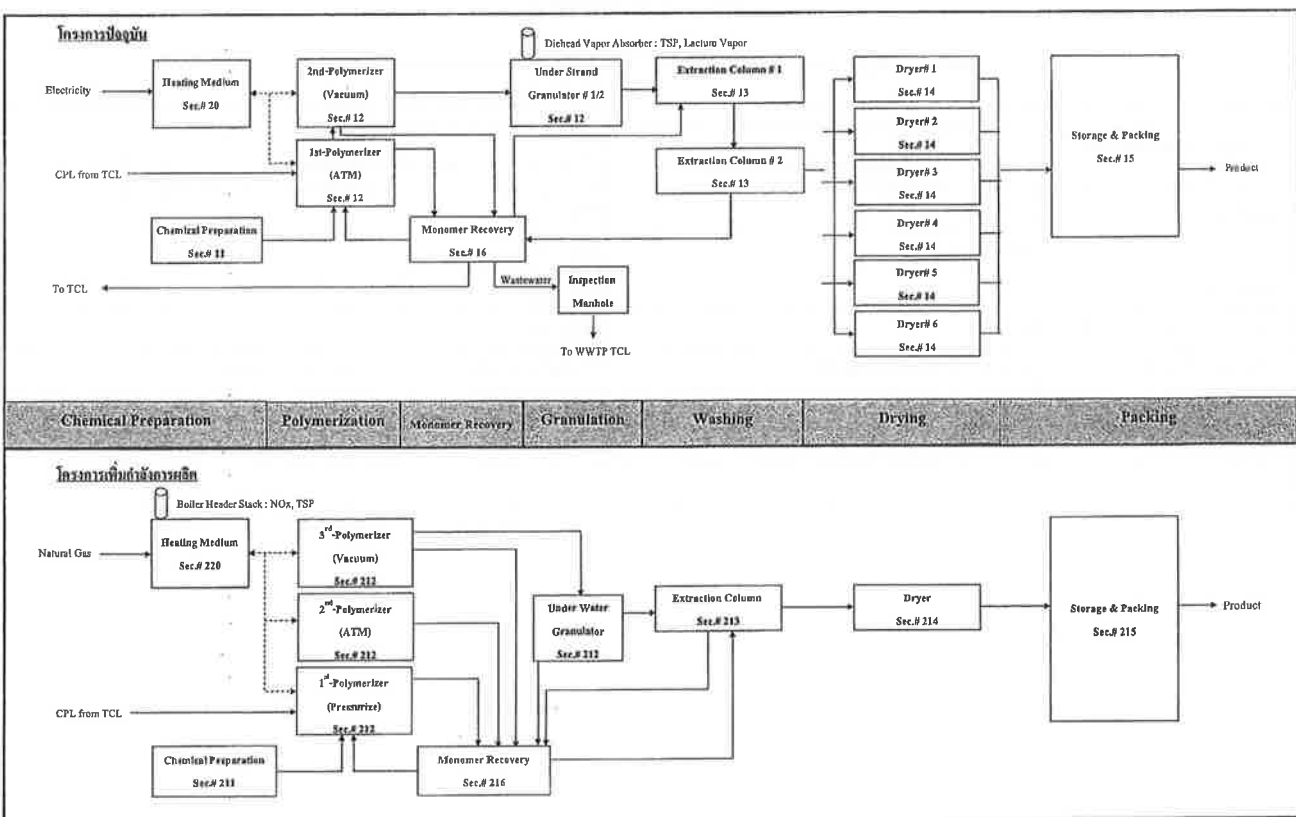 โครงการปัจจุบัน
Diehead Vapor Absorber : TSP, Lactum Vapor
Electricity
Heating Medium
Sec.# 20
2nd-Polymerizer
(Vacuum)
Sec.# 12
Under Strand
Granulator # 1/2
Sec.# 12
Extraction Column # 1
Sec.# 13
Dryer# 1
Sec.# 14
Dryer# 2
Sec.# 14
Storage & Packing
Sec.# 15
Product
CPL from TCL
1st-Polymerizer
(ATM)
Sec.# 12
Extraction Column # 2
Sec.# 13
Dryer# 3
Sec.# 14
Chemical Preparation
Sec.# 11
Monomer Recovery
Sec.# 16
Dryer# 4
Sec.# 14
To TCL
Wastewater
Inspection
Manhole
Dryer# 5
Sec.# 14
To WWTP TCL
Dryer# 6
Sec.# 14
Chemical Preparation
Polymerization
Monomer Recovery
Granulation
Washing
Drying
Packing
โครงการเพิ่มกำลังการผลิต
Boiler Header Stack : NOx, TSP
Natural Gas
Heating Medium
Sec.# 220
3rd-Polymerizer
(Vacuum)
Sec.# 212
2nd-Polymerizer
(ATM)
Sec.# 212
Under Water
Granulator
Sec.# 212
Extraction Column
Sec.# 213
Dryer
Sec.# 214
Storage & Packing
Sec.# 215
Product
CPL from TCL
1st-Polymerizer
(Pressurize)
Sec.# 212
Chemical Preparation
Sec.# 211
Monomer Recovery
Sec.# 216